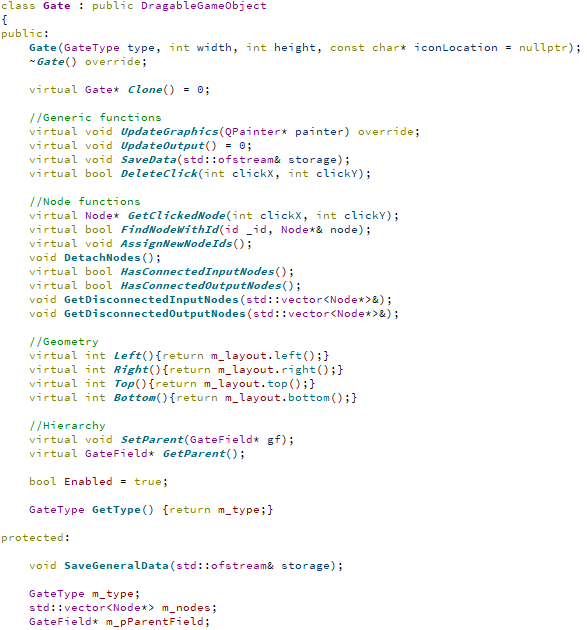 class Gate : public DragableGameObject
{
public:
    Gate(GateType type, int width, int height, const char* iconLocation = nullptr);
    ~Gate() override;

    virtual Gate* Clone() = 0;

    //Generic functions
    virtual void UpdateGraphics(QPainter* painter) override;
    virtual void UpdateOutput() = 0;
    virtual void SaveData(std::ofstream& storage);
    virtual bool DeleteClick(int clickX, int clickY);

    //Node functions
    virtual Node* GetClickedNode(int clickX, int clickY);
    virtual bool FindNodeWithId(id _id, Node*& node);
    virtual void AssignNewNodeIds();
    void DetachNodes();
    virtual bool HasConnectedInputNodes();
    virtual bool HasConnectedOutputNodes();
    void GetDisconnectedInputNodes(std::vector<Node*>&);
    void GetDisconnectedOutputNodes(std::vector<Node*>&);

    //Geometry
    virtual int Left(){return m_layout.left();}
    virtual int Right(){return m_layout.right();}
    virtual int Top(){return m_layout.top();}
    virtual int Bottom(){return m_layout.bottom();}

    //Hierarchy
    virtual void SetParent(GateField* gf);
    virtual GateField* GetParent();

    bool Enabled = true;

    GateType GetType() {return m_type;}

protected:

    void SaveGeneralData(std::ofstream& storage);

    GateType m_type;
    std::vector<Node*> m_nodes;
    GateField* m_pParentField;